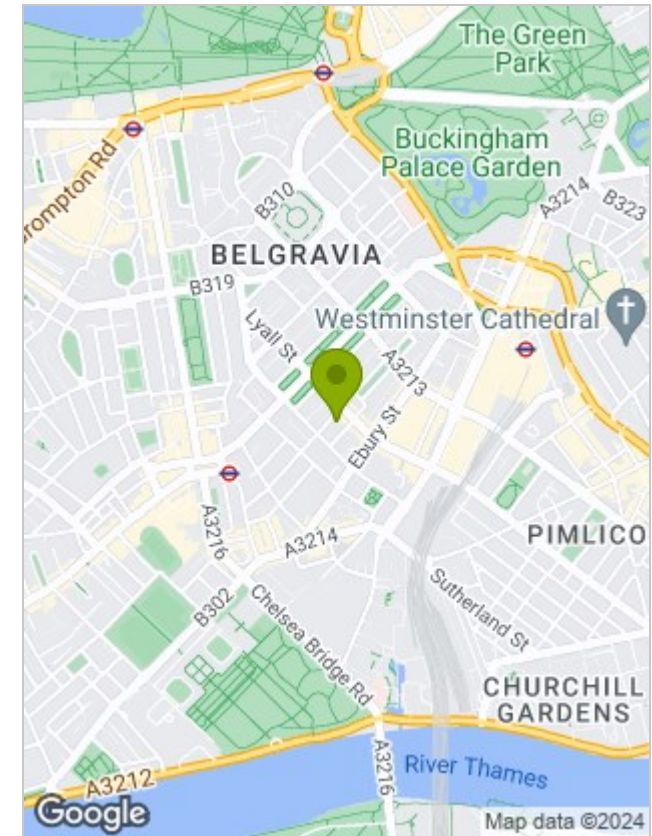 The Green
Park
Buckingham
Palace Garden
rompton Rd
B310
A3214
B323
BELGRAVIA
B319
Westminster Cathedral
Lyall St
A3213
Ebury St
A3216
A3214
PIMLICO
B302
Sutherland St
Chelsea Bridge Rd
CHURCHILL
GARDENS
A3212
A3216
River Thames
Google
Map data ©2024